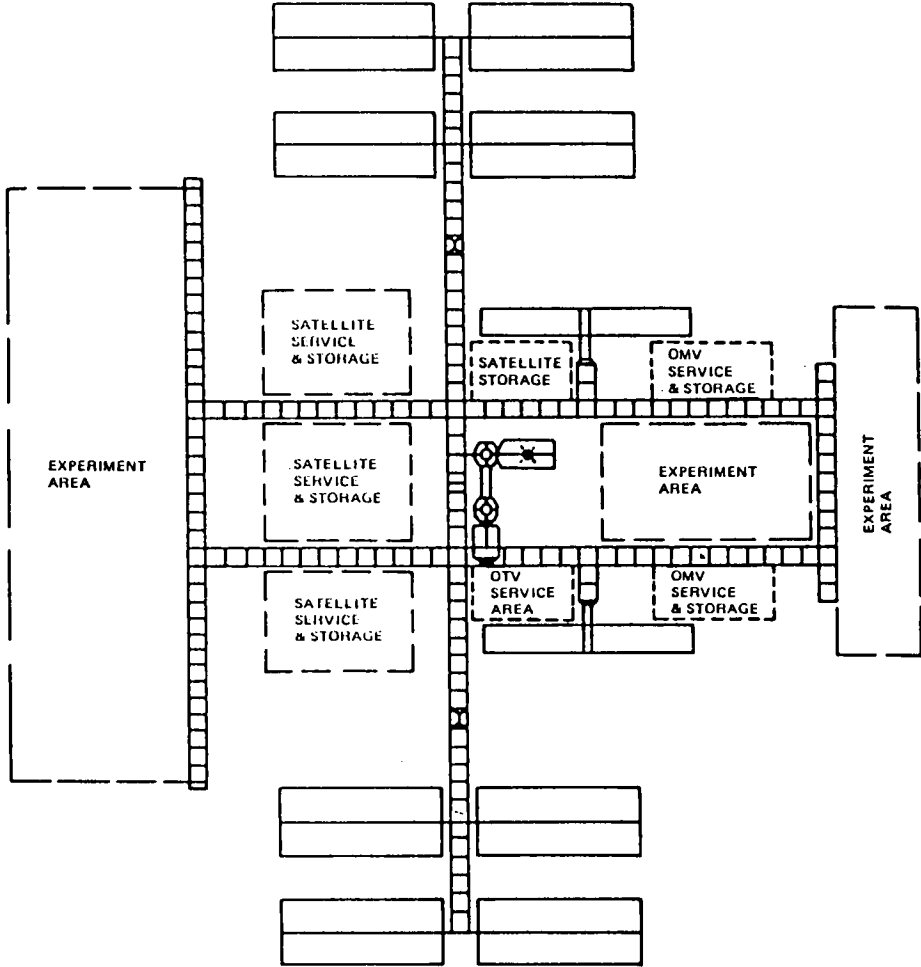 SATELLITE
SERVICE
& STORAGE
SATELLITE
STORAGE
OMV
SERVICE
& STORAGE
EXPERIMENT
AREA
SATELLITE
SERVICE
& STORAGE
EXPERIMENT
AREA
EXPERIMENT
AREA
SATELLITE
SERVICE
& STORAGE
OTV
SERVICE
AREA
OMV
SERVICE
& STORAGE